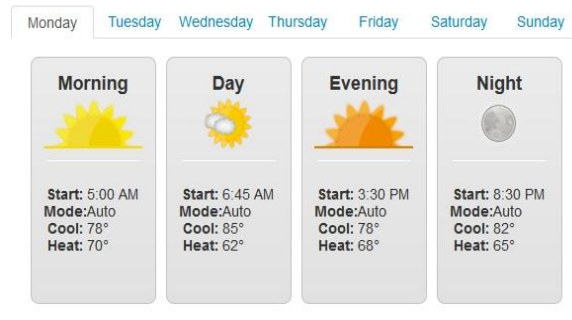 Monday Tuesday Wednesday Thursday Friday Saturday Sunday
Morning
Start: 5:00 AM
Mode:Auto
Cool: 78°
Heat: 70°
Day
Start: 6:45 AM
Mode:Auto
Cool: 85°
Heat: 62°
Evening
Start: 3:30 PM
Mode:Auto
Cool: 78°
Heat: 68°
Night
Start: 8:30 PM
Mode:Auto
Cool: 82°
Heat: 65°